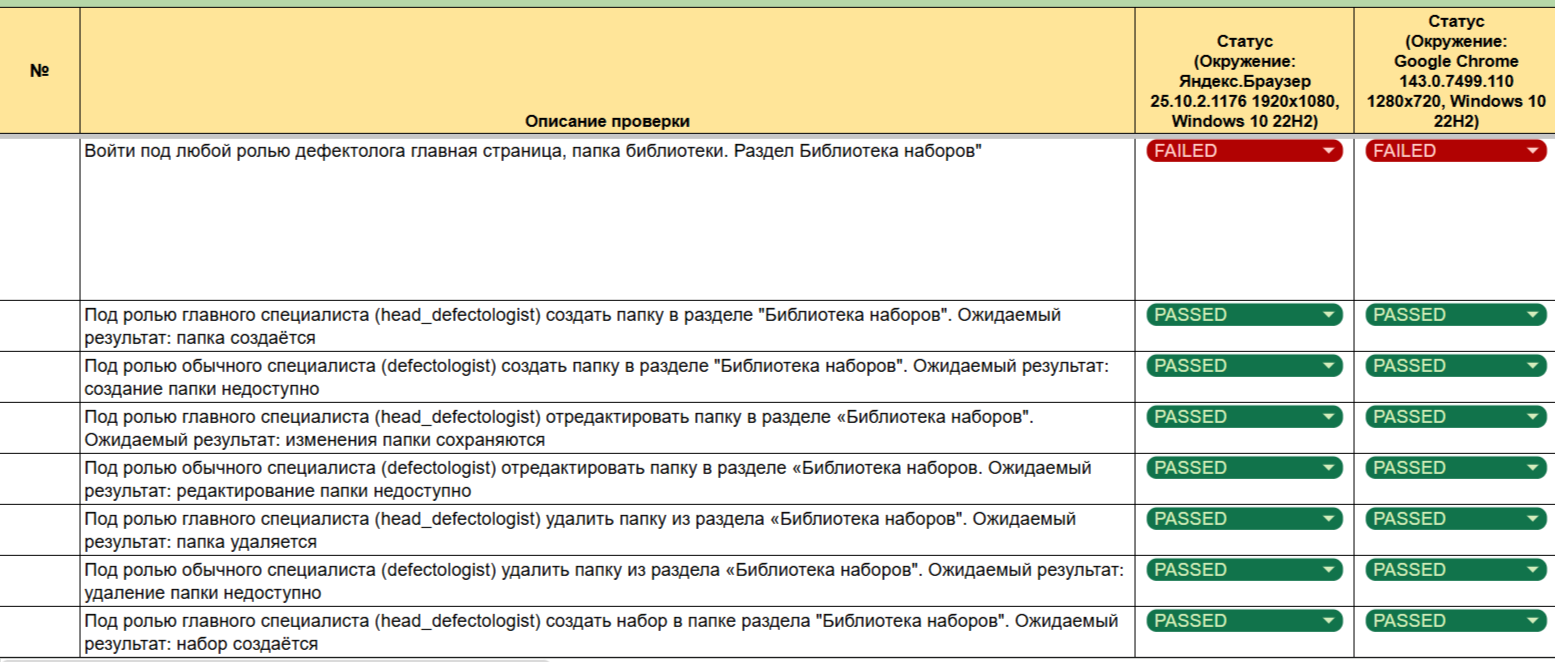 №
Описание проверки
Статус
(Окружение:
Яндекс.Браузер
25.10.2.1176 1920x1080,
Windows 10 22H2)
Статус
(Окружение:
Google Chrome
143.0.7499.110
1280x720, Windows 10
22H2)
Войти под любой ролью дефектолога главная страница, папка библиотеки. Раздел Библиотека наборов"
FAILED
FAILED
Под ролью главного специалиста (head_defectologist) создать папку в разделе "Библиотека наборов". Ожидаемый
результат: папка создаётся
PASSED
PASSED
Под ролью обычного специалиста (defectologist) создать папку в разделе "Библиотека наборов". Ожидаемый результат:
создание папки недоступно
PASSED
PASSED
Под ролью главного специалиста (head_defectologist) отредактировать папку в разделе «Библиотека наборов".
Ожидаемый результат: изменения папки сохраняются
PASSED
PASSED
Под ролью обычного специалиста (defectologist) отредактировать папку в разделе «Библиотека наборов. Ожидаемый
результат: редактирование папки недоступно
PASSED
PASSED
Под ролью главного специалиста (head_defectologist) удалить папку из раздела «Библиотека наборов". Ожидаемый
результат: папка удаляется
PASSED
PASSED
Под ролью обычного специалиста (defectologist) удалить папку из раздела «Библиотека наборов". Ожидаемый результат:
удаление папки недоступно
PASSED
PASSED
Под ролью главного специалиста (head_defectologist) создать набор в папке раздела "Библиотека наборов". Ожидаемый
результат: набор создаётся
PASSED
PASSED